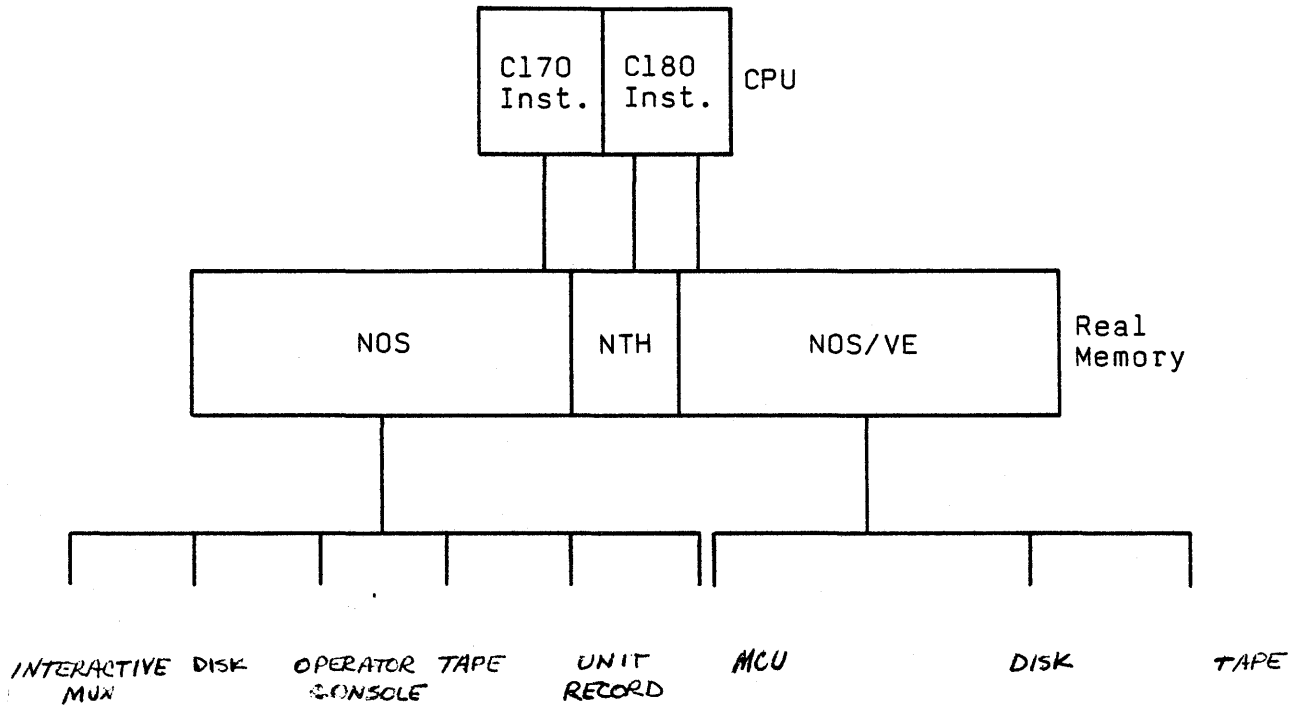 C170
Inst.
C180
Inst.
CPU
NOS
NTH
NOS/VE
Real
Memory
INTERACTIVE
MUX
DISK
OPERATOR
CONSOLE
TAPE
UNIT
RECORD
MCU
DISK
TAPE